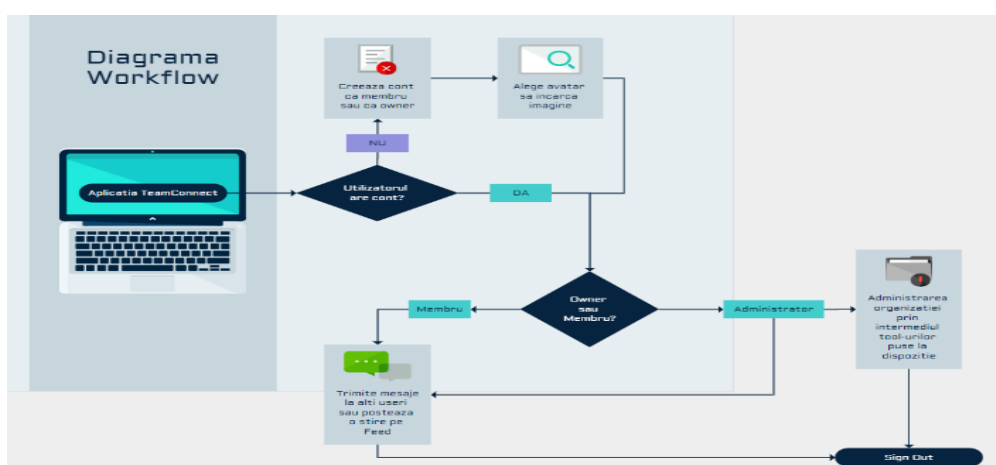 Diagrama
Workflow
Creeaza cont
ca membru
sau ca owner
Alege avatar
sa incarca
imagine
NU
Aplicatia TeamConnect
Utilizatorul
are cont?
DA
Owner
sau
Membru?
Membru
Administrator
Administrarea
organizatiei
prin
intermediul
tool-urilor
puse la
dispozitie
Trimite mesaje
la alti useri
sau posteaza
o stire pe
Feed
Sign Out